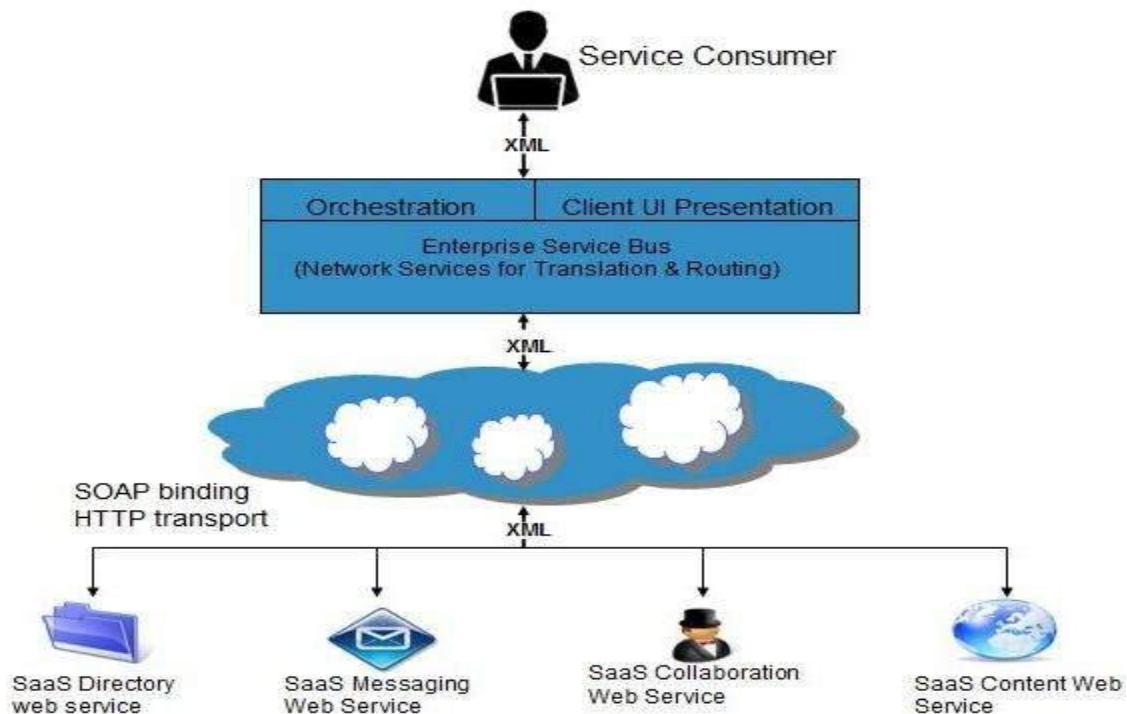 Service Consumer
XML
Orchestration
Client UI Presentation
Enterprise Service Bus
(Network Services for Translation & Routing)
XML
SOAP binding
HTTP transport
XML
SaaS Directory
web service
SaaS Messaging
Web Service
SaaS Collaboration
Web Service
SaaS Content Web
Service